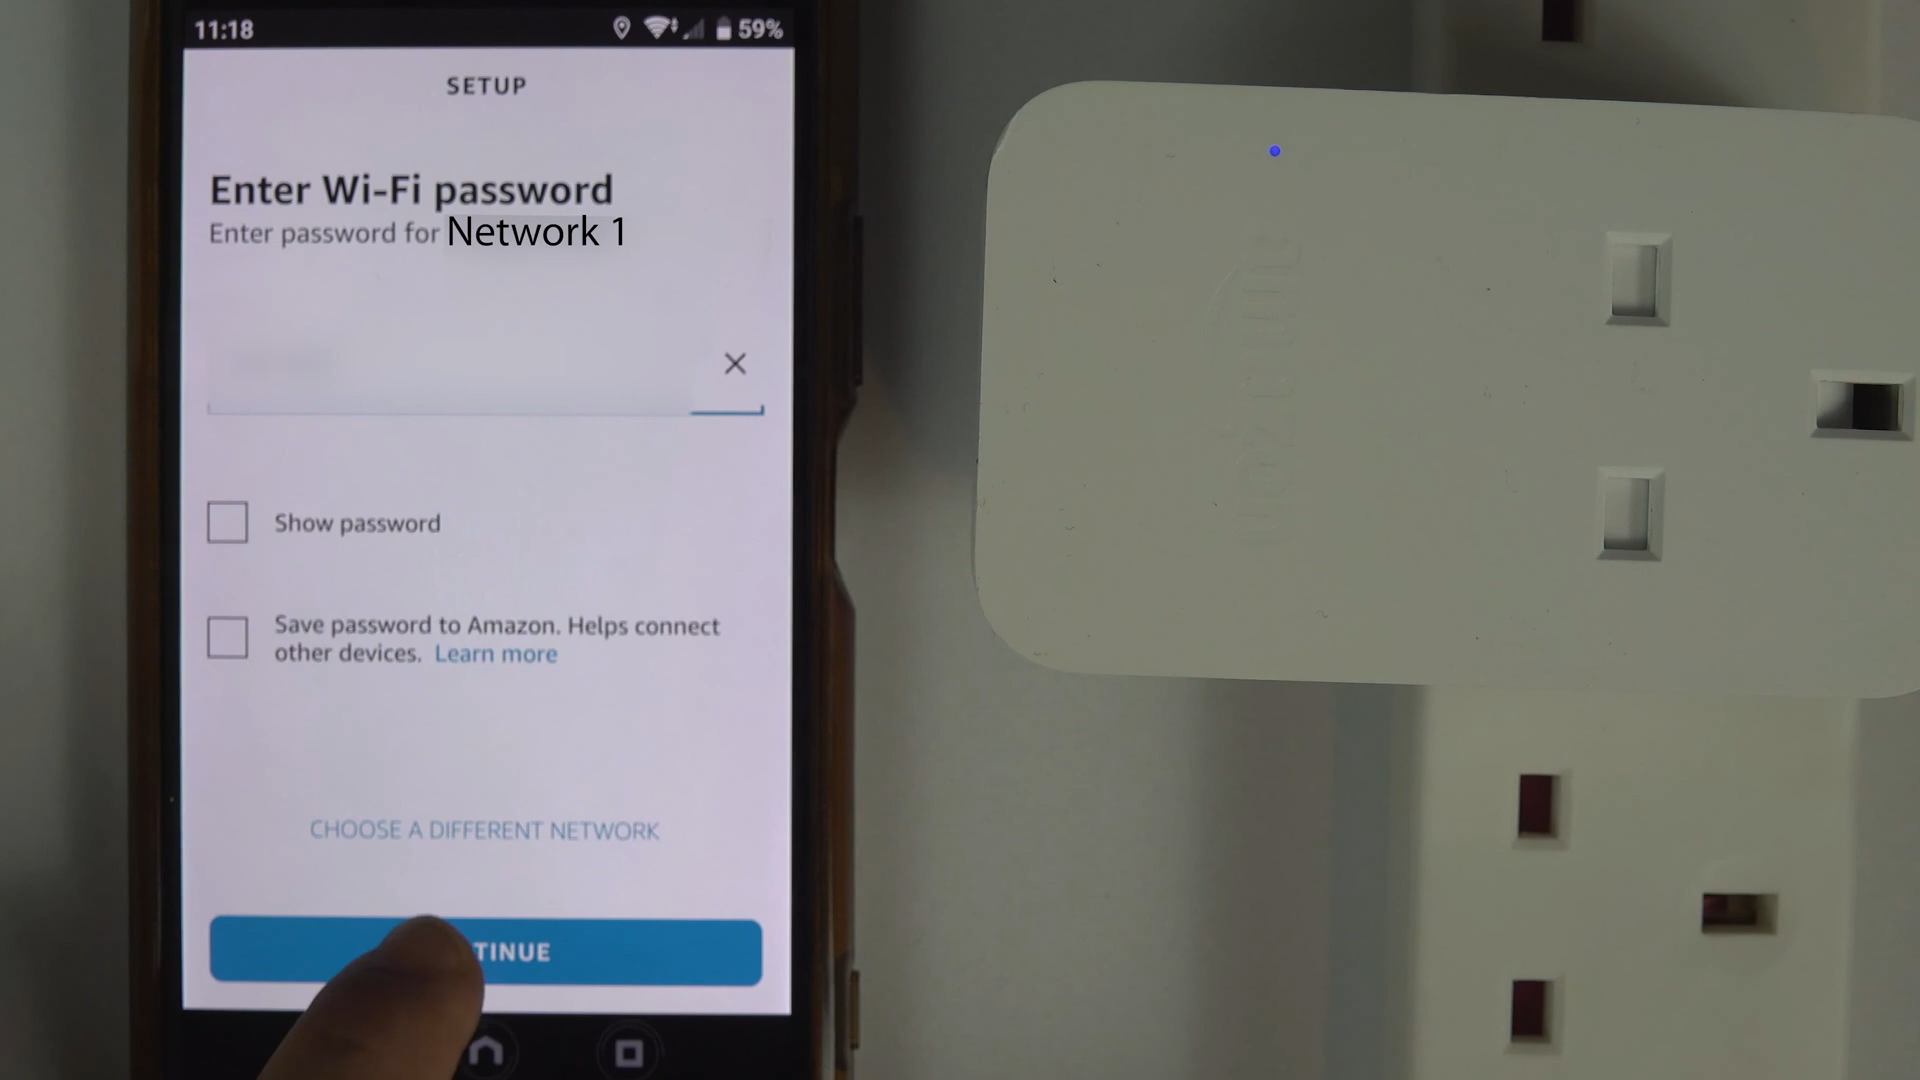 11:18
59%
SETUP
Enter Wi-Fi password
Enter password for Network 1
Show password
Save password to Amazon. Helps connect
other devices. Learn more
CHOOSE A DIFFERENT NETWORK
TINUE
amazon